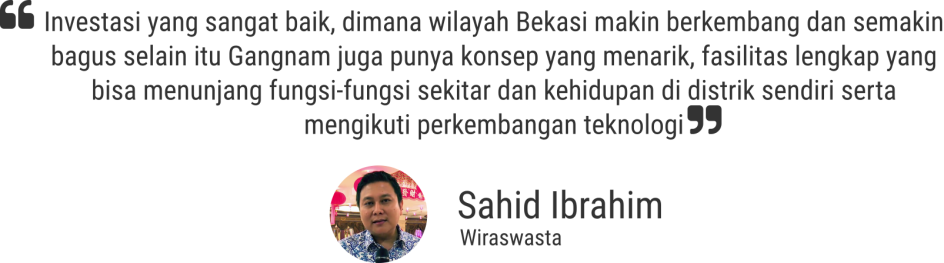 “ Investasi yang sangat baik, dimana wilayah Bekasi makin berkembang dan semakin
bagus selain itu Gangnam juga punya konsep yang menarik, fasilitas lengkap yang
bisa menunjang fungsi-fungsi sekitar dan kehidupan di distrik sendiri serta
mengikuti perkembangan teknologi ”
Sahid Ibrahim
Wiraswasta